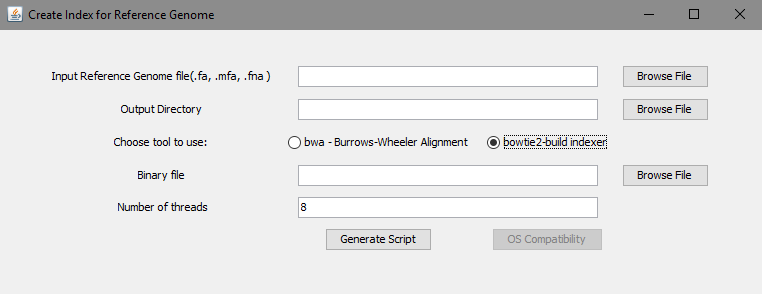 Create Index for Reference Genome
Input Reference Genome file(.fa, .mfa, .fna ) Browse File
Output Directory Browse File
Choose tool to use: bwa - Burrows-Wheeler Alignment bowtie2-build indexer
Binary file Browse File
Number of threads 8
Generate Script OS Compatibility